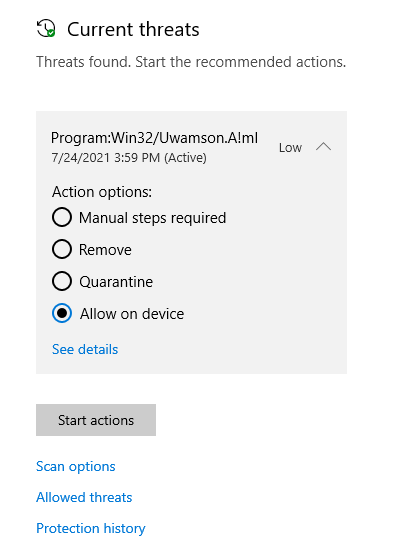 Current threats
Threats found. Start the recommended actions.
Program:Win32/Uwamson.A!ml
Low
7/24/2021 3:59 PM (Active)
Action options:
Manual steps required
Remove
Quarantine
Allow on device
See details
Start actions
Scan options
Allowed threats
Protection history